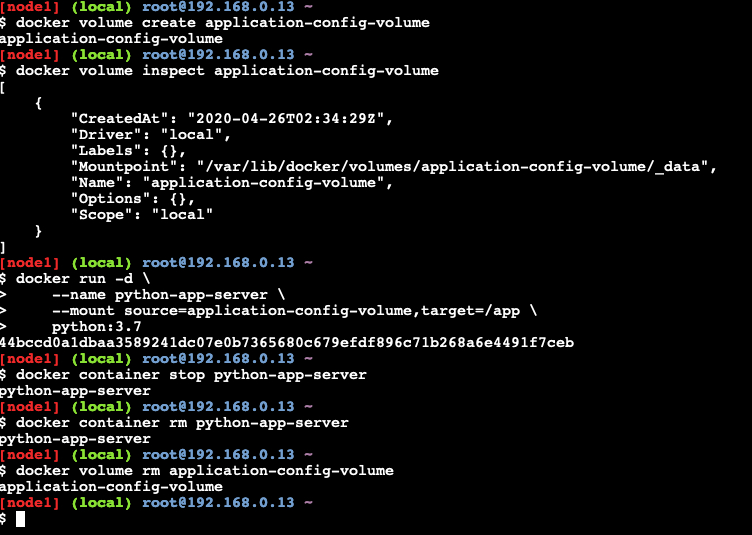 [node1] (local) root@192.168.0.13 ~
$ docker volume create application-config-volume
application-config-volume
[node1] (local) root@192.168.0.13 ~
$ docker volume inspect application-config-volume
[
    {
        "CreatedAt": "2020-04-26T02:34:29Z",
        "Driver": "local",
        "Labels": {},
        "Mountpoint": "/var/lib/docker/volumes/application-config-volume/_data",
        "Name": "application-config-volume",
        "Options": {},
        "Scope": "local"
    }
]
[node1] (local) root@192.168.0.13 ~
$ docker run -d \
>     --name python-app-server \
>     --mount source=application-config-volume,target=/app \
>     python:3.7
44bccd0a1dbaa3589241dc07e0b7365680c679efdf896c71b268a6e4491f7ceb
[node1] (local) root@192.168.0.13 ~
$ docker container stop python-app-server
python-app-server
[node1] (local) root@192.168.0.13 ~
$ docker container rm python-app-server
python-app-server
[node1] (local) root@192.168.0.13 ~
$ docker volume rm application-config-volume
application-config-volume
[node1] (local) root@192.168.0.13 ~
$